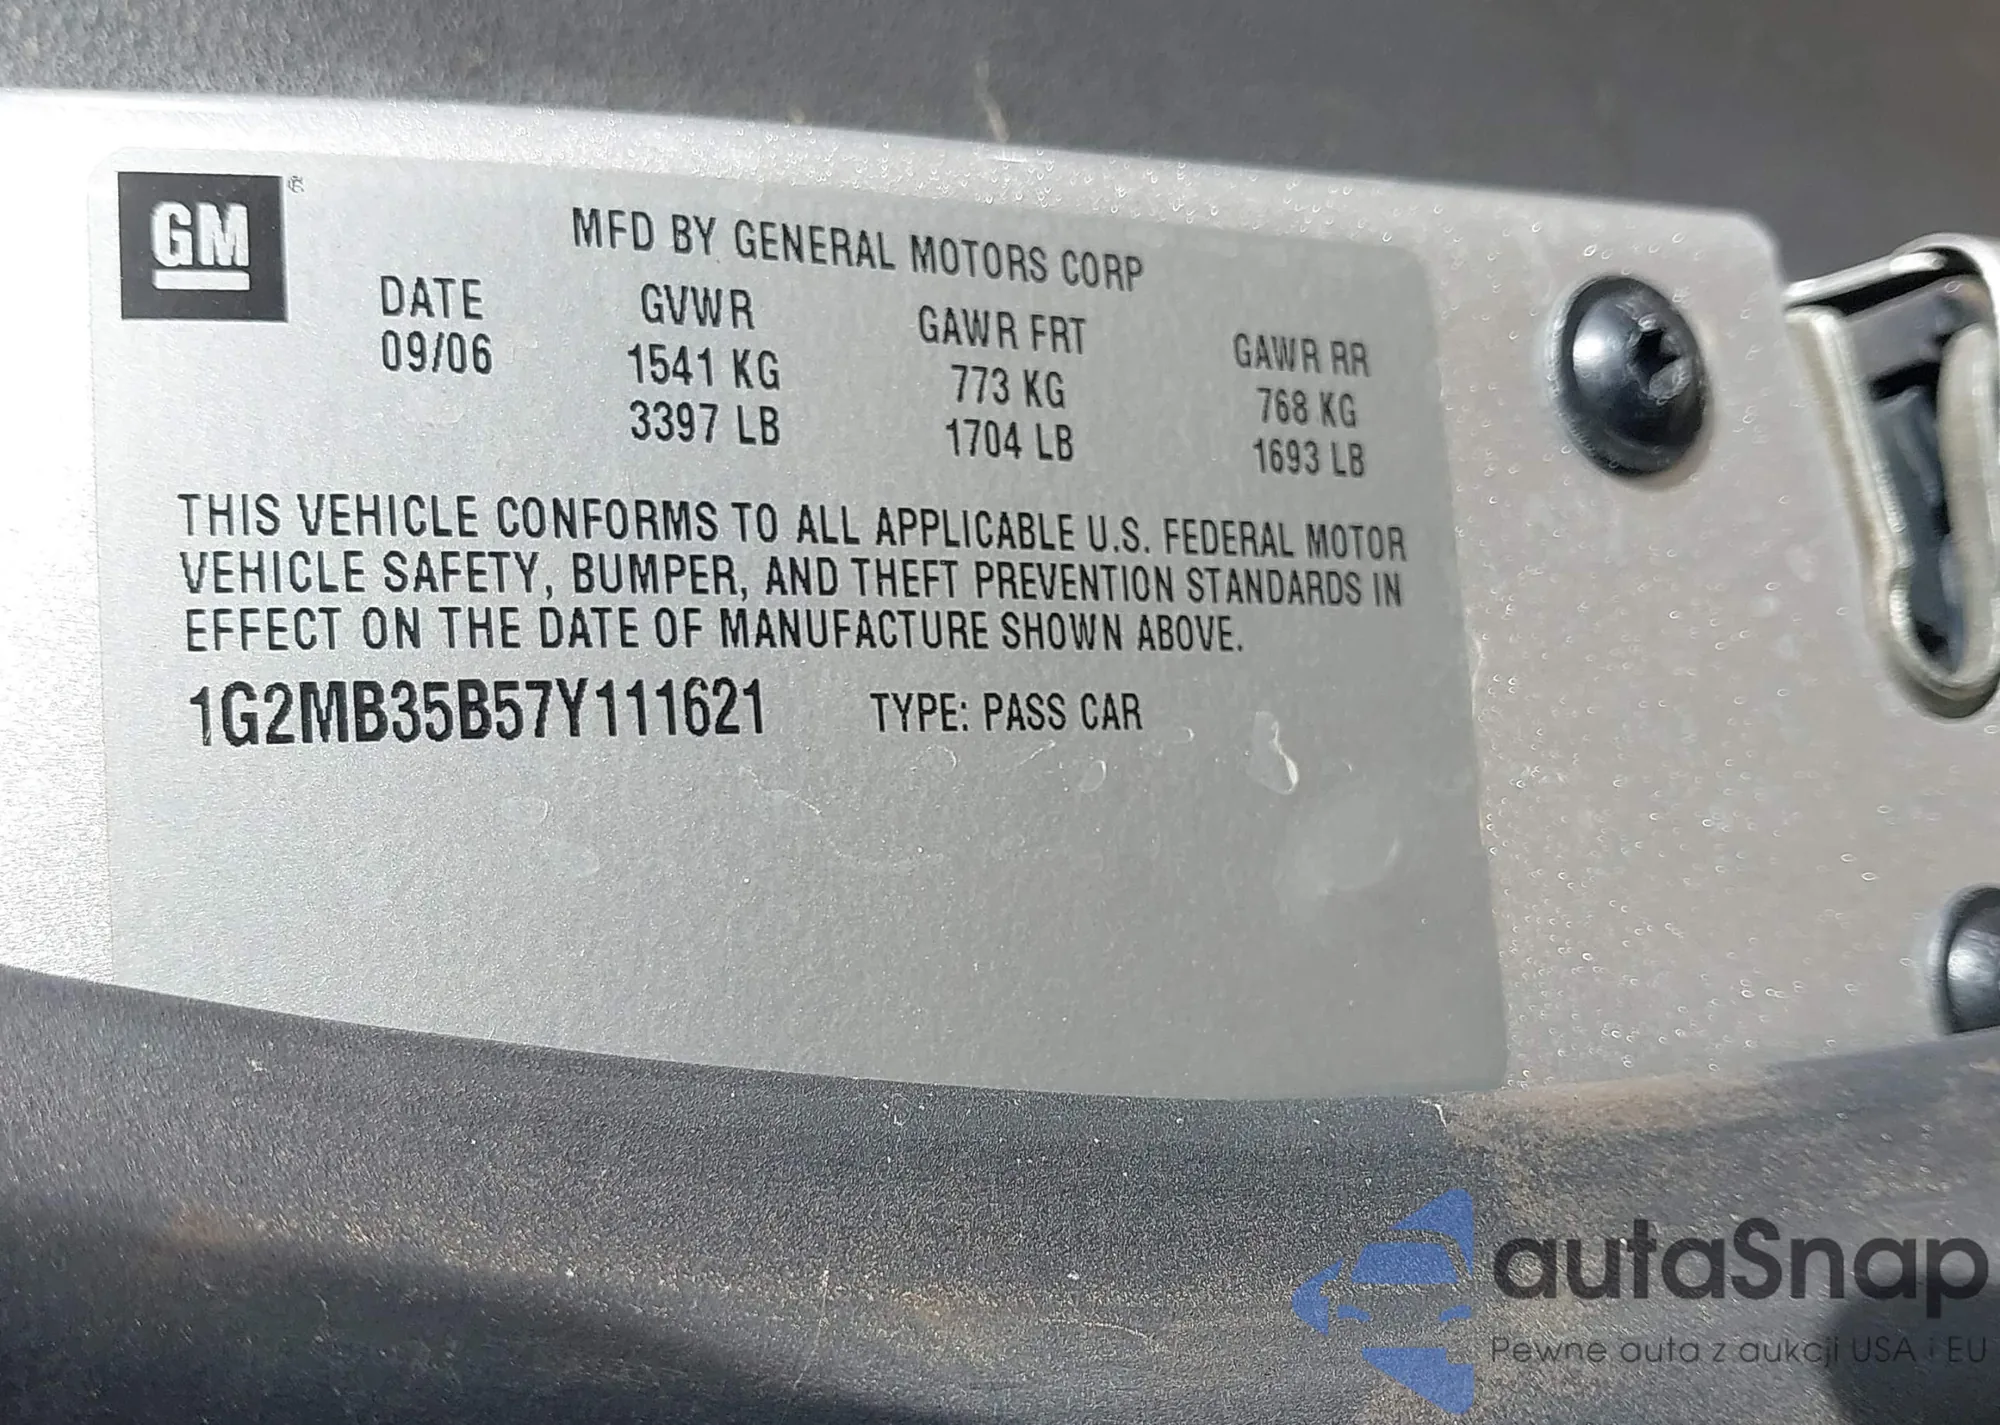 GM
MFD BY GENERAL MOTORS CORP
DATE GVWR GAWR FRT GAWR RR
09/06 1541 KG 773 KG 768 KG
3397 LB 1704 LB 1693 LB
THIS VEHICLE CONFORMS TO ALL APPLICABLE U.S. FEDERAL MOTOR
VEHICLE SAFETY, BUMPER, AND THEFT PREVENTION STANDARDS IN
EFFECT ON THE DATE OF MANUFACTURE SHOWN ABOVE.
1G2MB35B57Y111621 TYPE: PASS CAR
autaSnap
Pewne auta z aukcji USA i EU